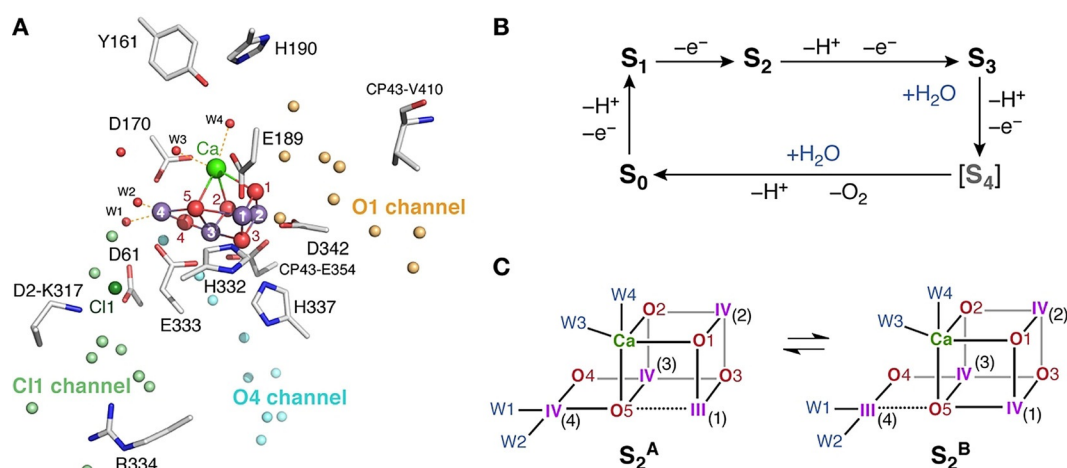 A
Y161
H190
CP43-V410
W4
D170
W3
E189
Ca
1
5
2
W2
4
1
2
O1 channel
W1
4
3
3
D342
D61
CP43-E354
H332
D2-K317
Cl1
H337
E333
Cl1 channel
O4 channel
R334
B
S1 –e– S2 –H+ –e– S3
–H+
–e–
+H2O
–H+
–e–
+H2O
S0 [S4]
–H+ –O2
C
W4
O2 IV (2)
W3
Ca O1
O4 IV (3) O3
W1 IV (4) O5 III (1)
W2
S2A
W4
O2 IV (2)
W3
Ca O1
O4 IV (3) O3
W1 III (4) O5 IV (1)
W2
S2B